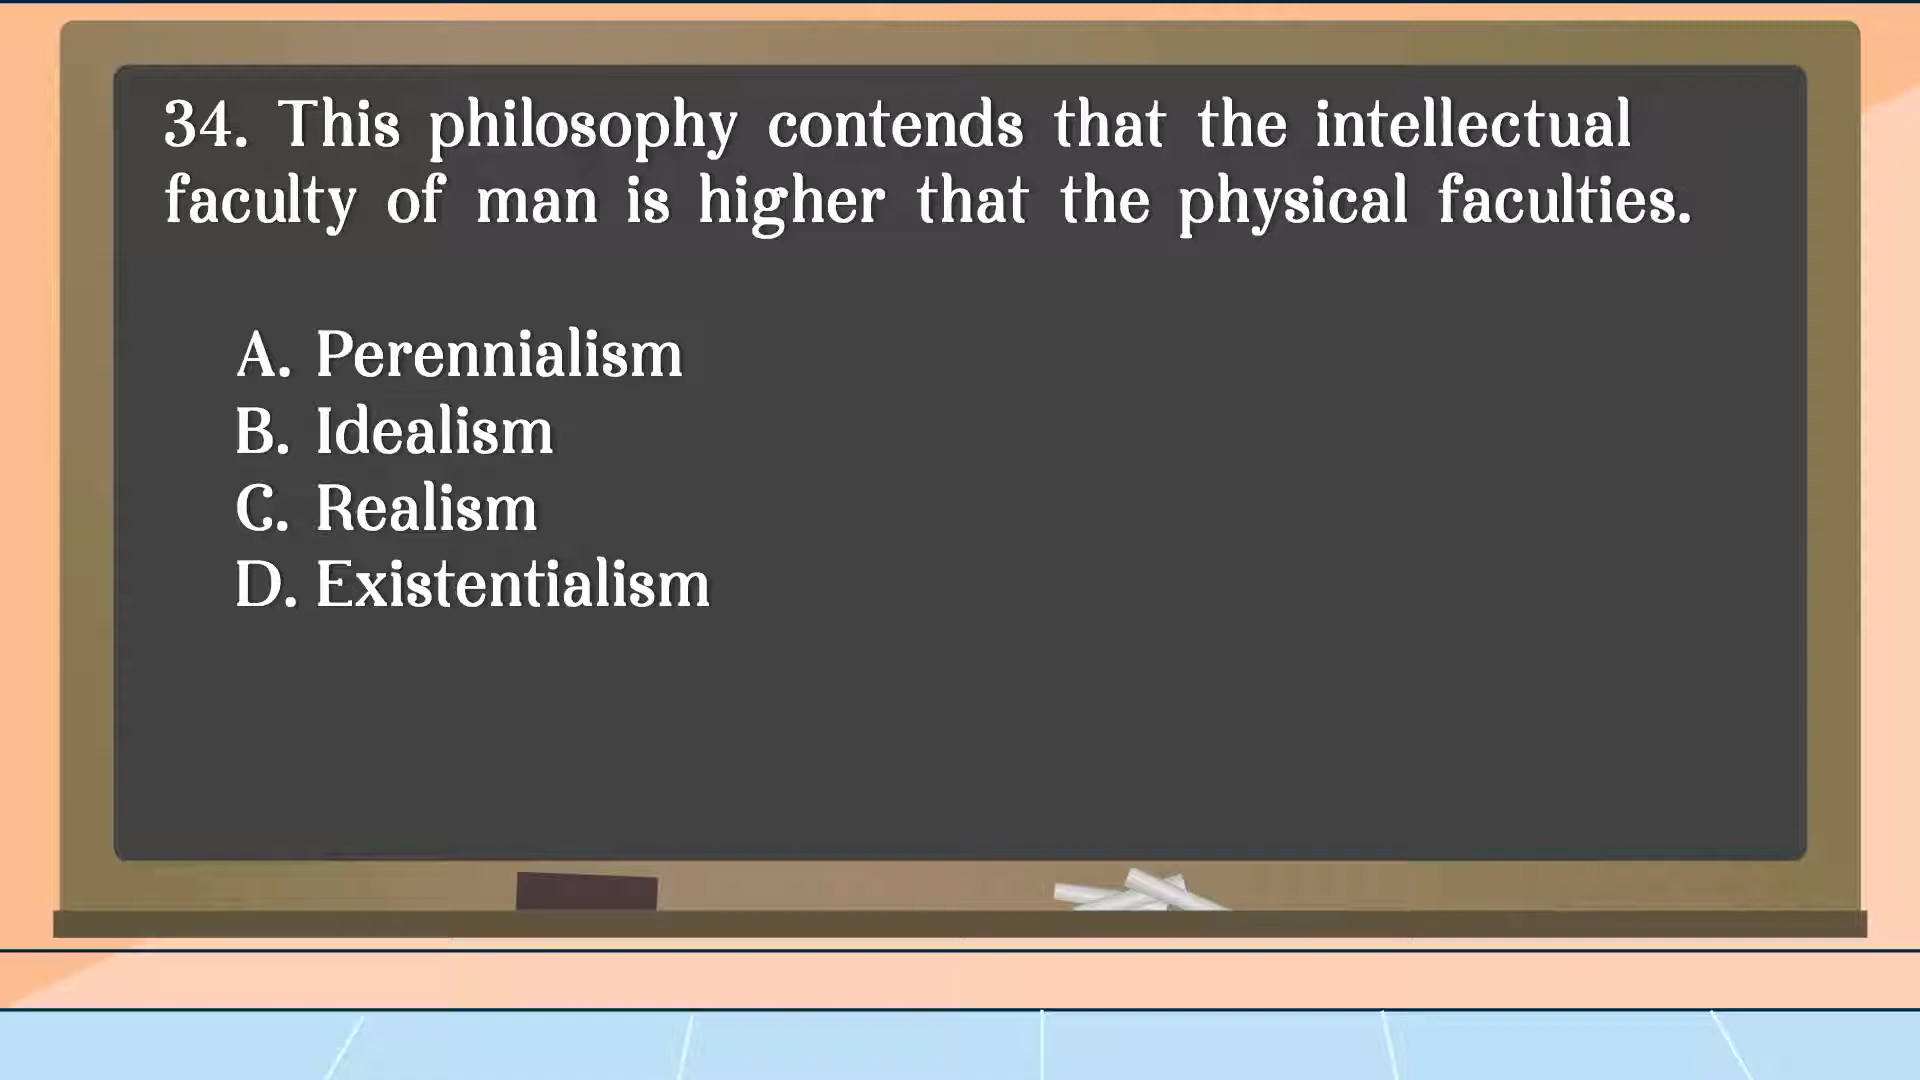 34. This philosophy contends that the intellectual
faculty of man is higher that the physical faculties.
A. Perennialism
B. Idealism
C. Realism
D. Existentialism